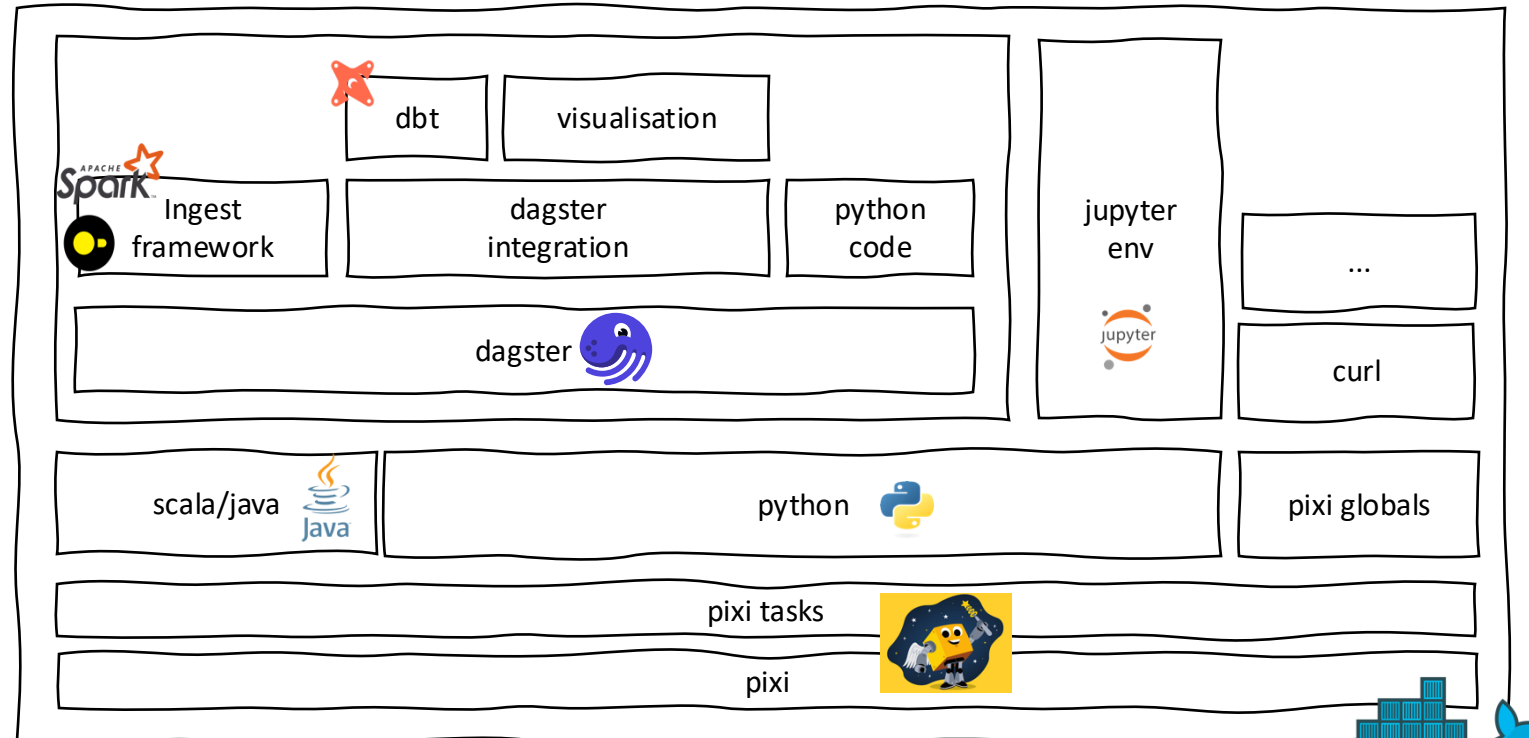 dbt
visualisation
APACHE
Spark
Ingest
framework
dagster
integration
python
code
jupyter
env
...
dagster
jupyter
curl
scala/java
Java
python
pixi globals
pixi tasks
pixi